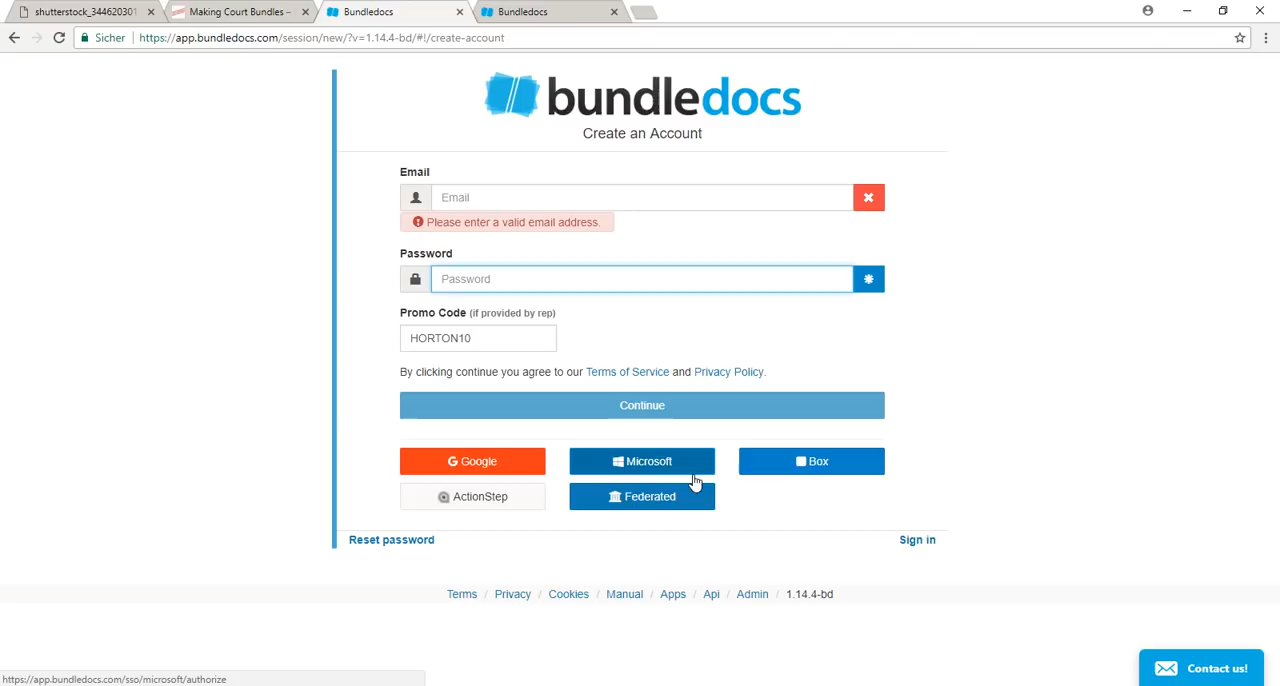 shutterstock_344620301
Making Court Bundles –
Bundledocs
Bundledocs
Sicher
https://app.bundledocs.com/session/new/?v=1.14.4-bd/#!/create-account
bundledocs
Create an Account
Email
Email
Please enter a valid email address.
Password
Password
Promo Code (if provided by rep)
HORTON10
By clicking continue you agree to our Terms of Service and Privacy Policy.
Continue
Google
Microsoft
Box
ActionStep
Federated
Reset password
Sign in
Terms / Privacy / Cookies / Manual / Apps / Api / Admin / 1.14.4-bd
Contact us!
https://app.bundledocs.com/sso/microsoft/authorize